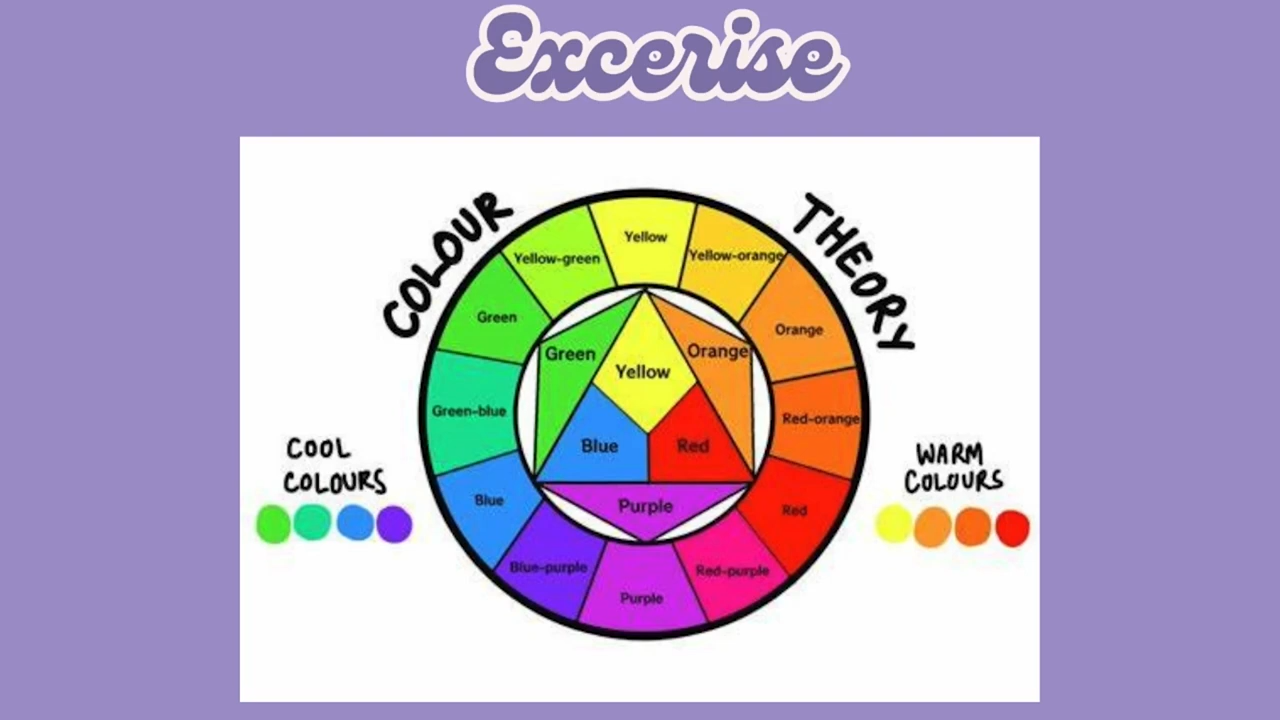 Excerise
COLOUR THEORY
Yellow
Yellow-green
Yellow-orange
Green
Orange
Green
Orange
Yellow
Green-blue
Red-orange
Blue
Red
Blue
Purple
Red
Blue-purple
Red-purple
Purple
COOL
COLOURS
WARM
COLOURS